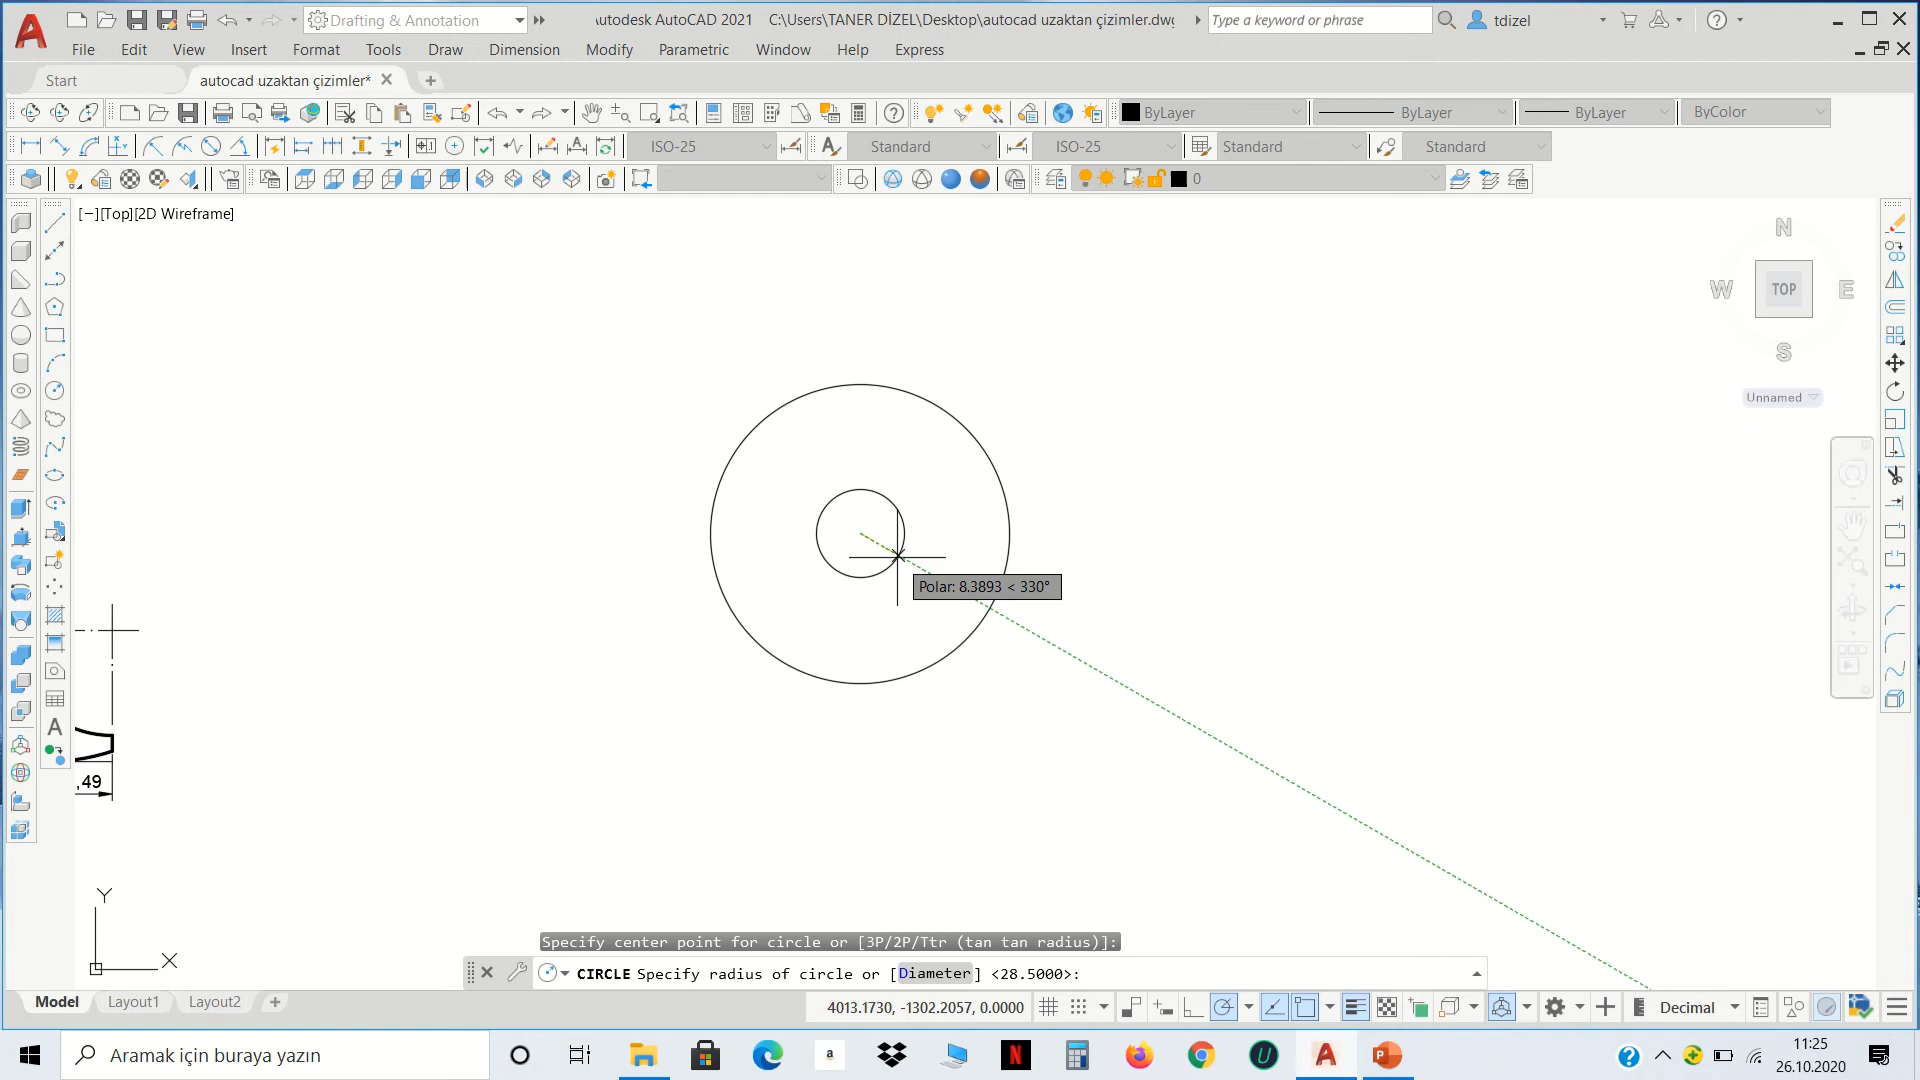 Drafting & Annotation
utodesk AutoCAD 2021 C:\Users\TANER DİZEL\Desktop\autocad uzaktan çizimler.dwg
Type a keyword or phrase
tdizel
File Edit View Insert Format Tools Draw Dimension Modify Parametric Window Help Express
Start
autocad uzaktan çizimler*
ByLayer
ByLayer
ByLayer
ByColor
ISO-25
Standard
ISO-25
Standard
Standard
0
[−][Top][2D Wireframe]
N
W
TOP
E
S
Unnamed
Polar: 8.3893 < 330°
,49
Y
X
Specify center point for circle or [3P/2P/Ttr (tan tan radius)]:
CIRCLE Specify radius of circle or [Diameter] <28.5000>:
Model Layout1 Layout2
4013.1730, -1302.2057, 0.0000
Decimal
Aramak için buraya yazın
11:25
26.10.2020